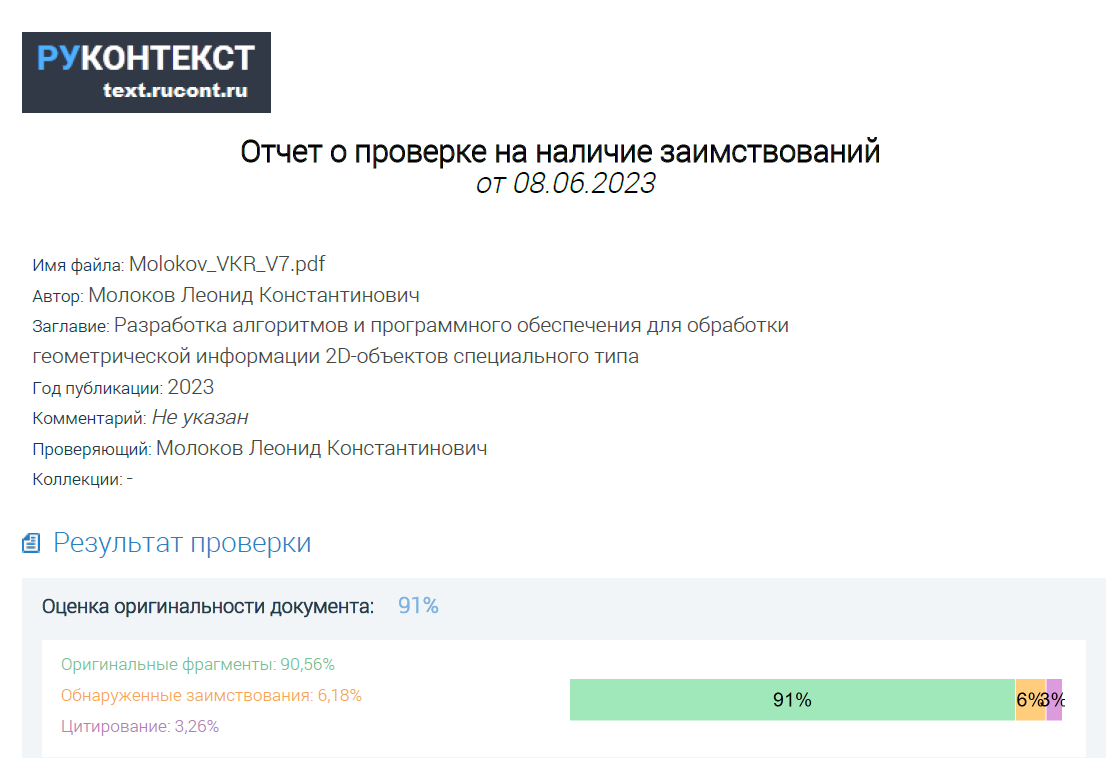 РУКОНТЕКСТ
text.rucont.ru
Отчет о проверке на наличие заимствований
от 08.06.2023
Имя файла: Molokov_VKR_V7.pdf
Автор: Молоков Леонид Константинович
Заглавие: Разработка алгоритмов и программного обеспечения для обработки
геометрической информации 2D-объектов специального типа
Год публикации: 2023
Комментарий: Не указан
Проверяющий: Молоков Леонид Константинович
Коллекции: -
Результат проверки
Оценка оригинальности документа: 91%
Оригинальные фрагменты: 90,56%
Обнаруженные заимствования: 6,18%
Цитирование: 3,26%
91% 6% 3%